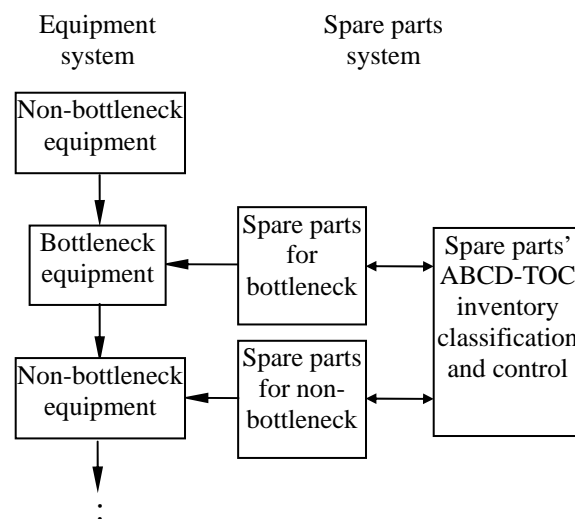 Equipment
system
Spare parts
system
Non-bottleneck
equipment
Bottleneck
equipment
Spare parts
for
bottleneck
Spare parts’
ABCD-TOC
inventory
classification
and control
Non-bottleneck
equipment
Spare parts
for non-
bottleneck